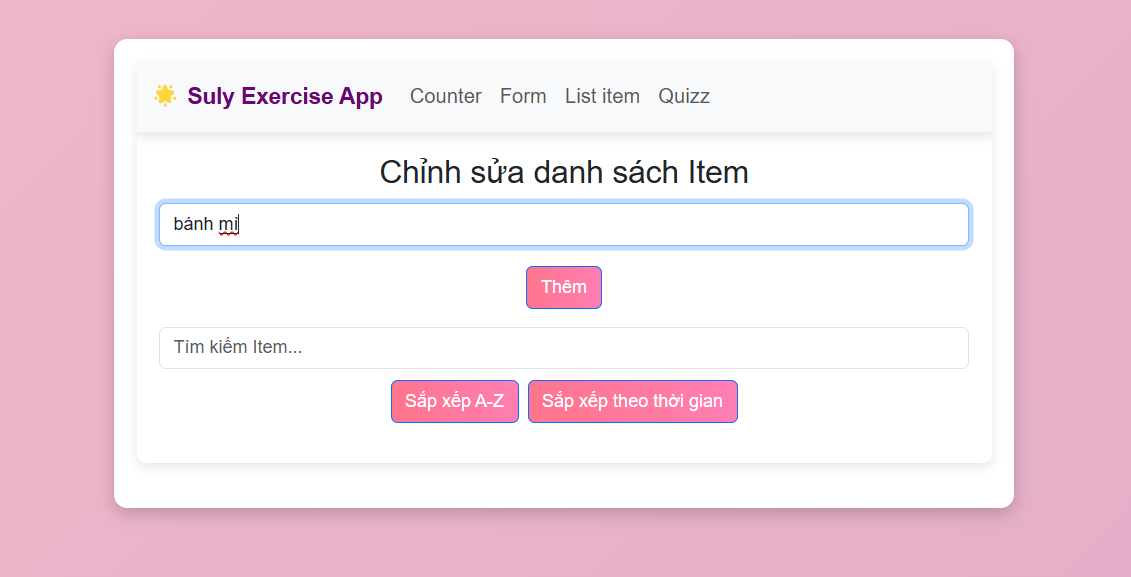 🌟 Suly Exercise App Counter Form List item Quizz
Chỉnh sửa danh sách Item
bánh mi
Thêm
Tìm kiếm Item...
Sắp xếp A-Z Sắp xếp theo thời gian